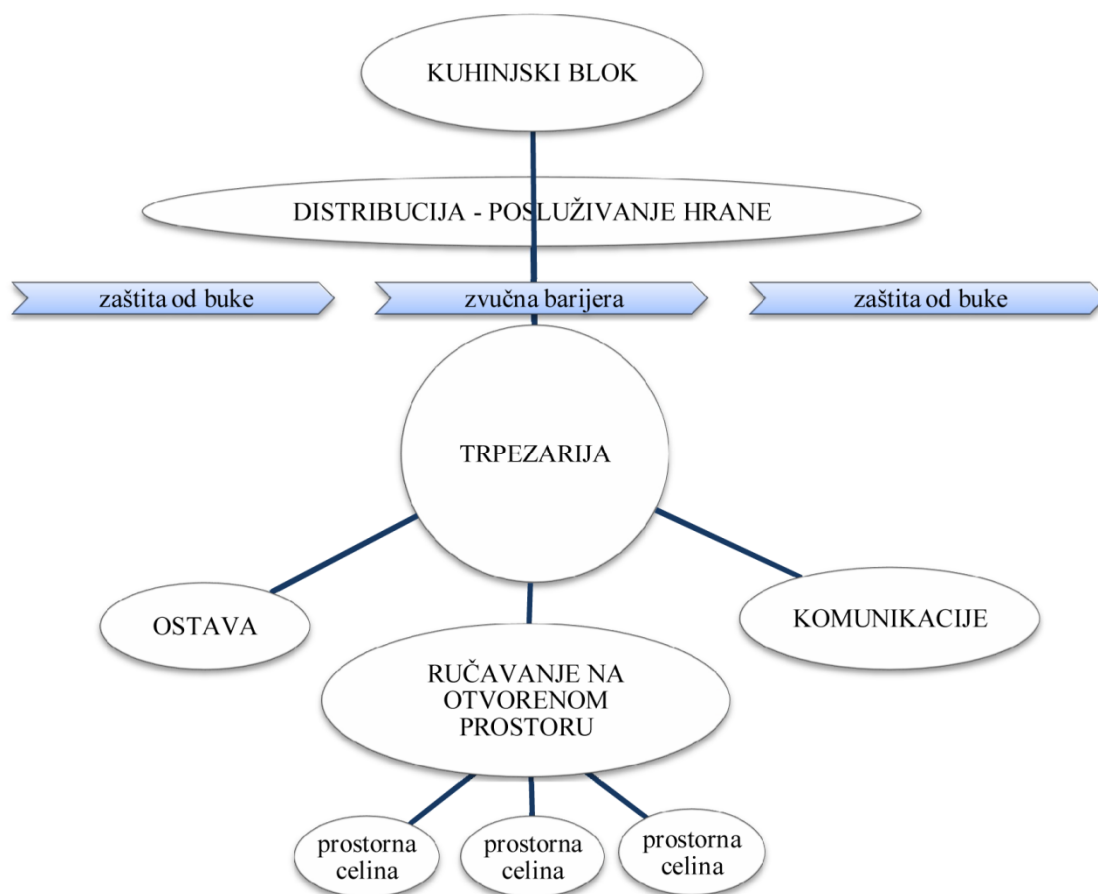 KUHINJSKI BLOK
DISTRIBUCIJA - POSLUŽIVANJE HRANE
zaštita od buke
zvučna barijera
zaštita od buke
TRPEZARIJA
OSTAVA
KOMUNIKACIJE
RUČAVANJE NA
OTVORENOM
PROSTORU
prostorna
celina
prostorna
celina
prostorna
celina